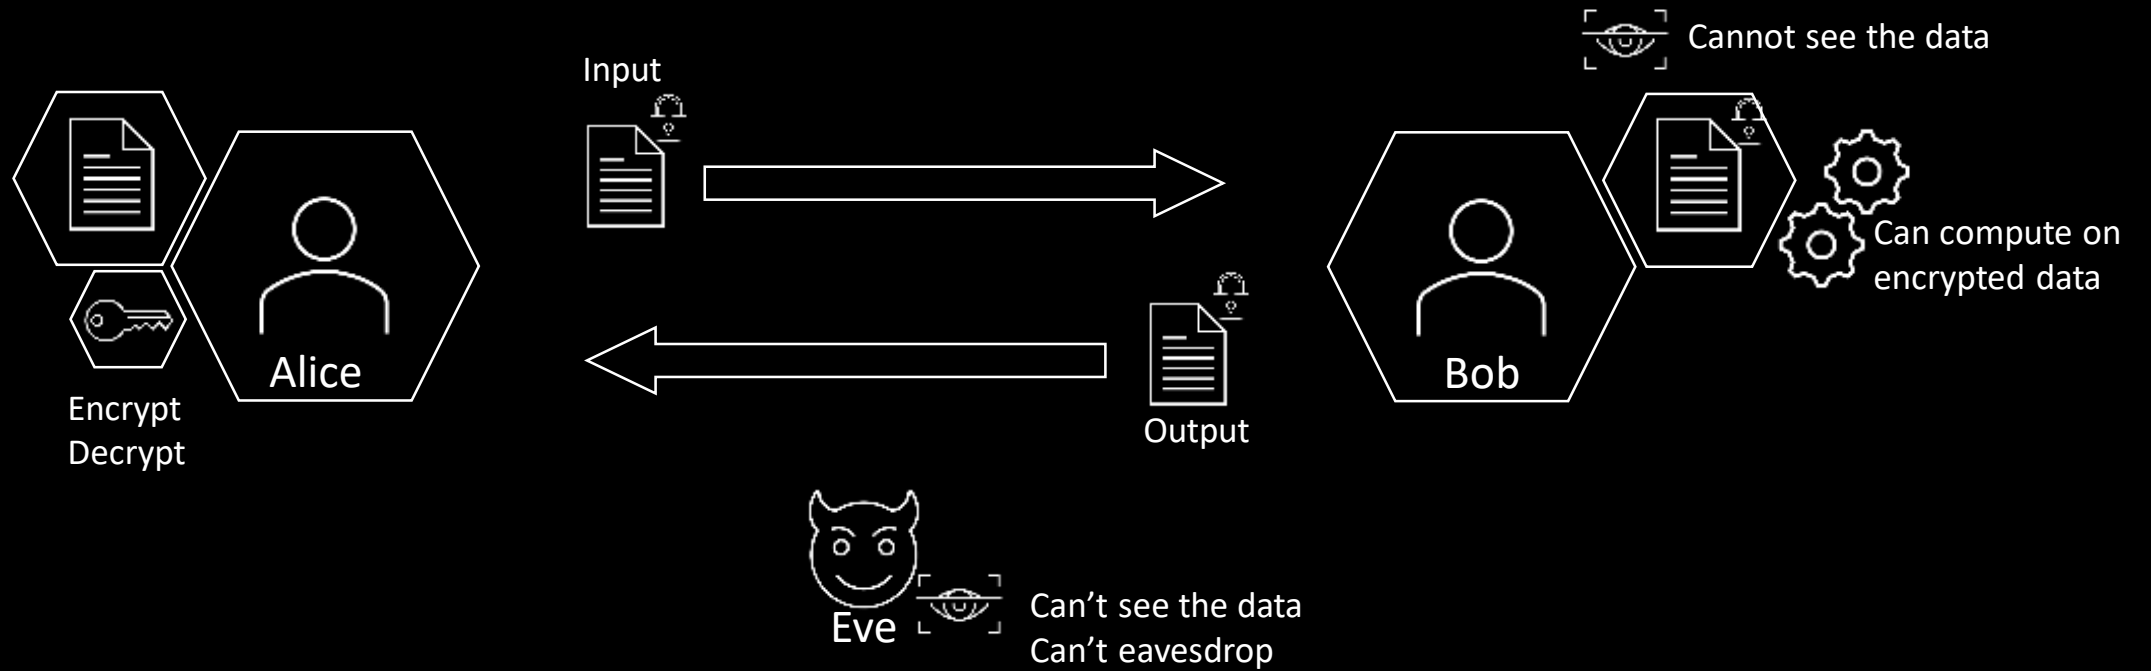 Cannot see the data
Input
Can compute on
encrypted data
Alice
Bob
Encrypt
Decrypt
Output
Eve
Can’t see the data
Can’t eavesdrop